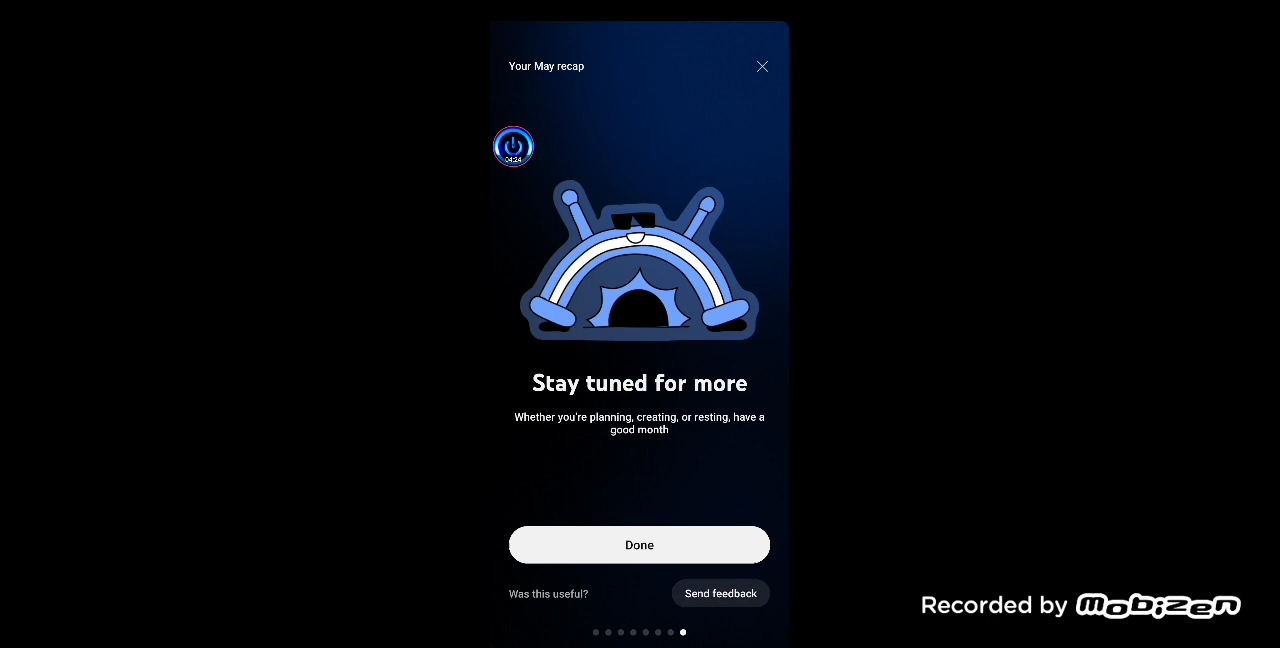 Your May recap
04:24
Stay tuned for more
Whether you're planning, creating, or resting, have a
good month
Done
Was this useful?
Send feedback
Recorded by mobizen